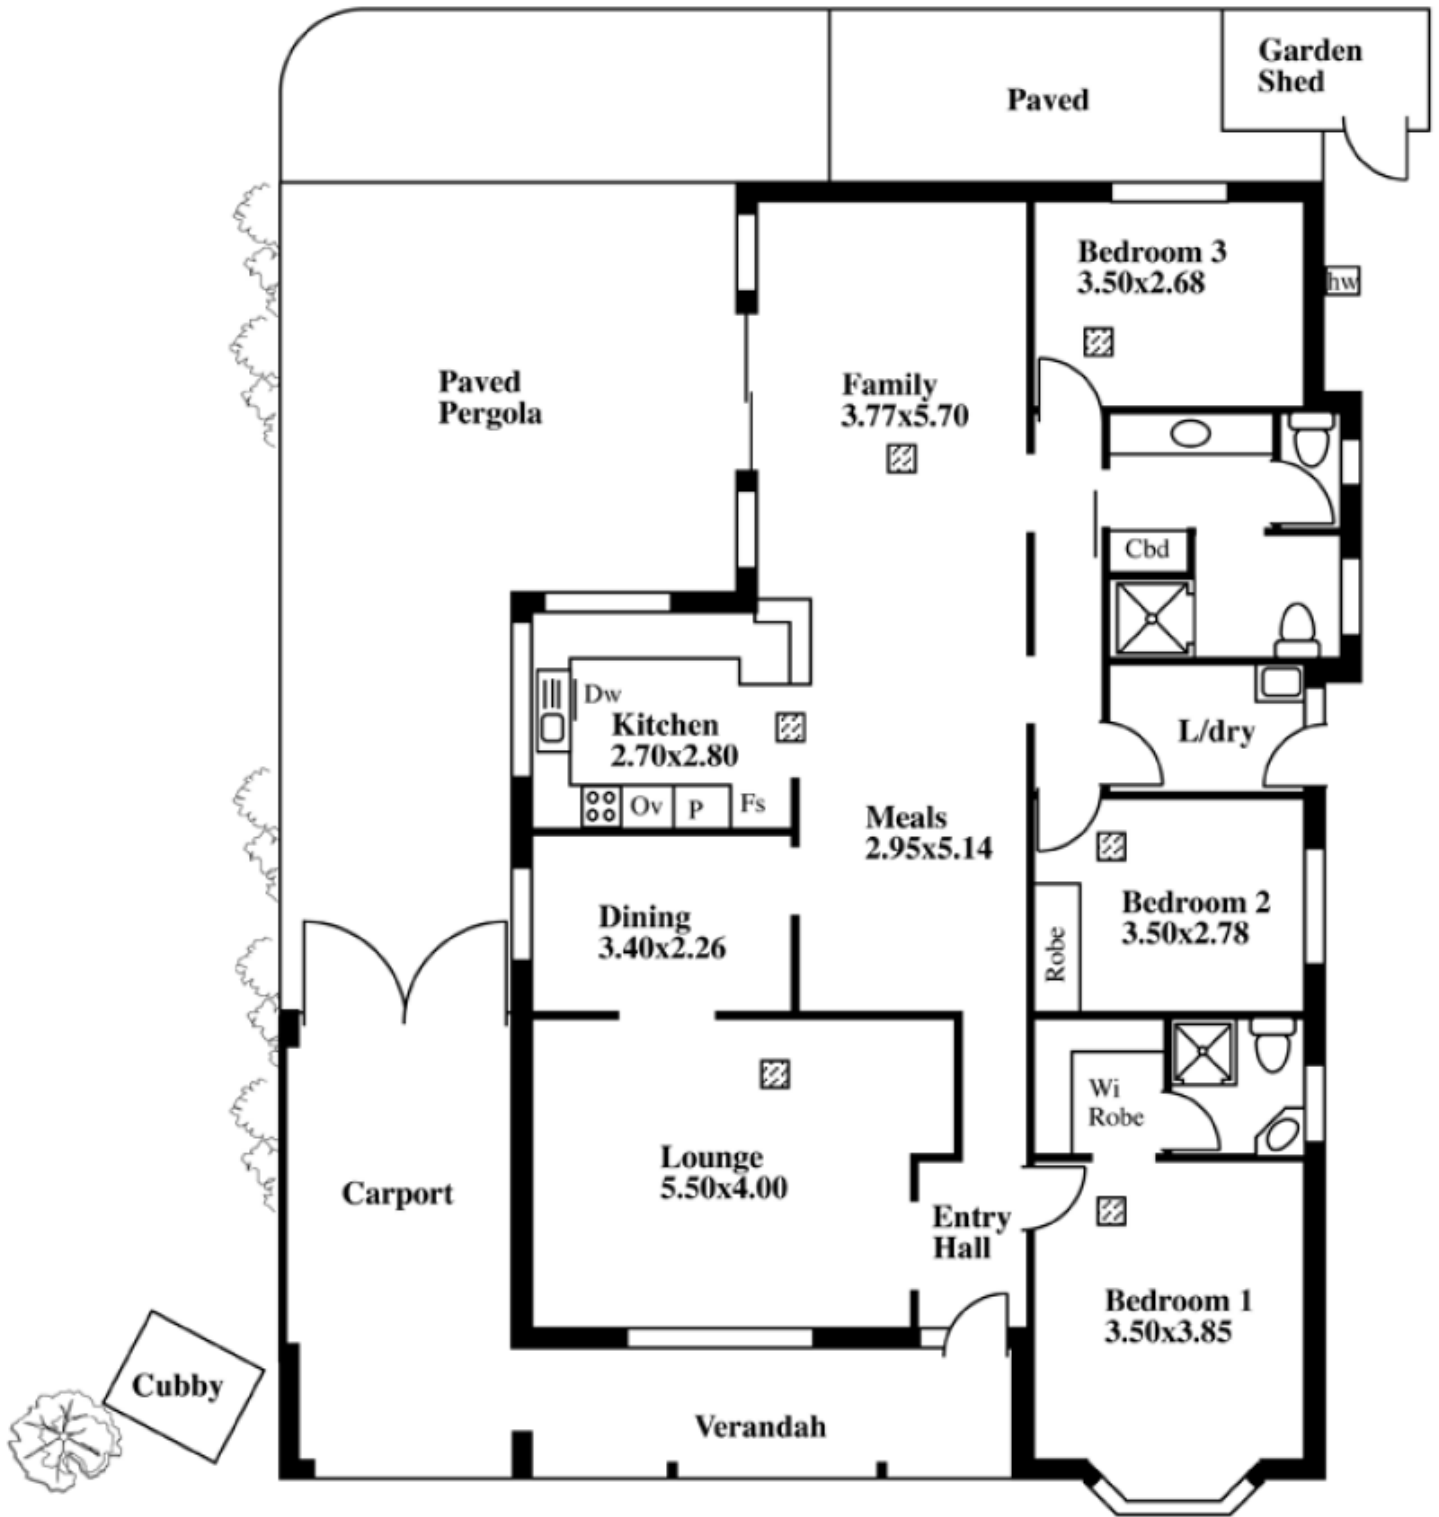 Garden
Shed
Paved
Bedroom 3
3.50x2.68
hw
Paved
Pergola
Family
3.77x5.70
Cbd
Dw
Kitchen
2.70x2.80
L/dry
Ov
P
Fs
Meals
2.95x5.14
Bedroom 2
3.50x2.78
Robe
Dining
3.40x2.26
Wi
Robe
Lounge
5.50x4.00
Carport
Entry
Hall
Bedroom 1
3.50x3.85
Cubby
Verandah